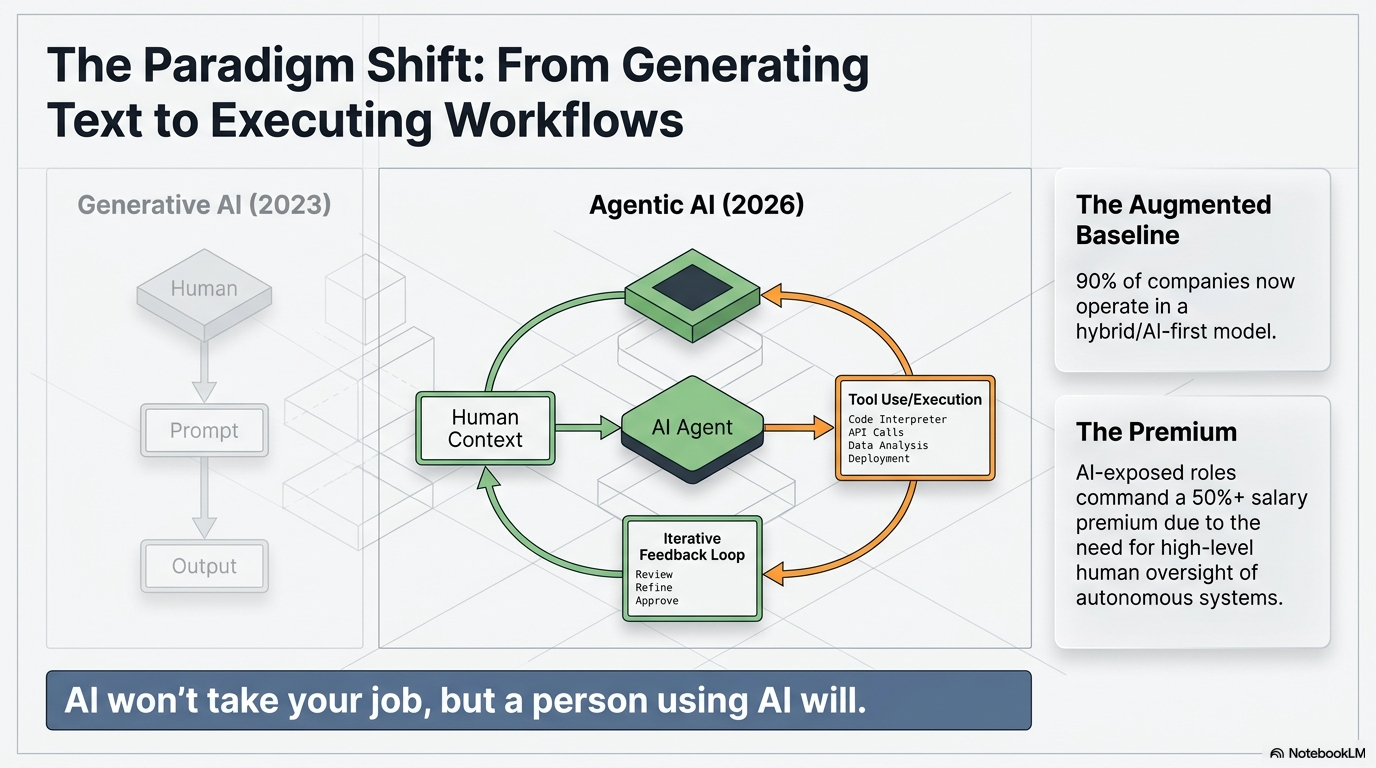 The Paradigm Shift: From Generating
Text to Executing Workflows
Generative AI (2023)
Human
Prompt
Output
Agentic AI (2026)
Human
Context
AI Agent
Tool Use/Execution
Code Interpreter
API Calls
Data Analysis
Deployment
Iterative
Feedback Loop
Review
Refine
Approve
The Augmented
Baseline
90% of companies now
operate in a
hybrid/AI-first model.
The Premium
AI-exposed roles
command a 50%+ salary
premium due to the
need for high-level
human oversight of
autonomous systems.
AI won’t take your job, but a person using AI will.
NotebookLM